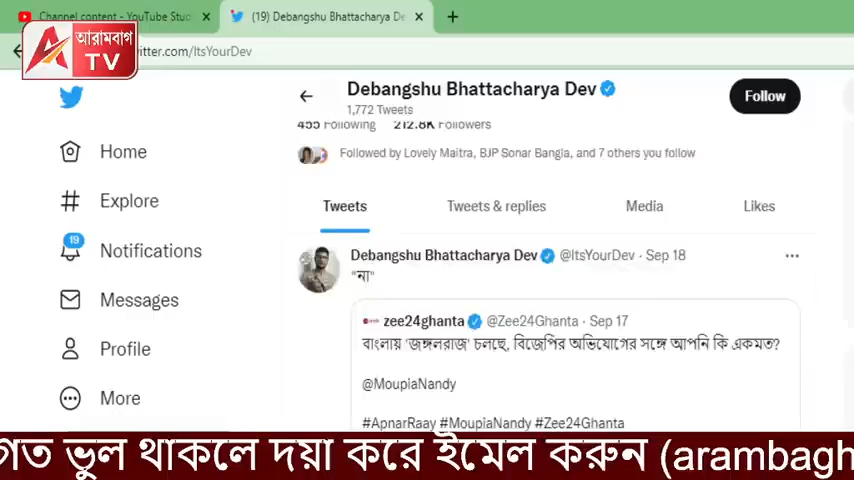 Channel content - YouTube Stud
(19) Debangshu Bhattacharya De
আরামবাগ
TV
witter.com/ItsYourDev
Debangshu Bhattacharya Dev
1,772 Tweets
Follow
455 Following 212.8K Followers
Followed by Lovely Maitra, BJP Sonar Bangla, and 7 others you follow
Home
Explore
19
Notifications
Messages
Profile
More
Tweets
Tweets & replies
Media
Likes
Debangshu Bhattacharya Dev @ItsYourDev · Sep 18
"না"
zee24ghanta @Zee24Ghanta · Sep 17
বাংলায় 'জঙ্গলরাজ' চলছে, বিজেপির অভিযোগের সঙ্গে আপনি কি একমত?
@MoupiaNandy
#ApnarRaay #MoupiaNandy #Zee24Ghanta
গত ভুল থাকলে দয়া করে ইমেল করুন (arambagh